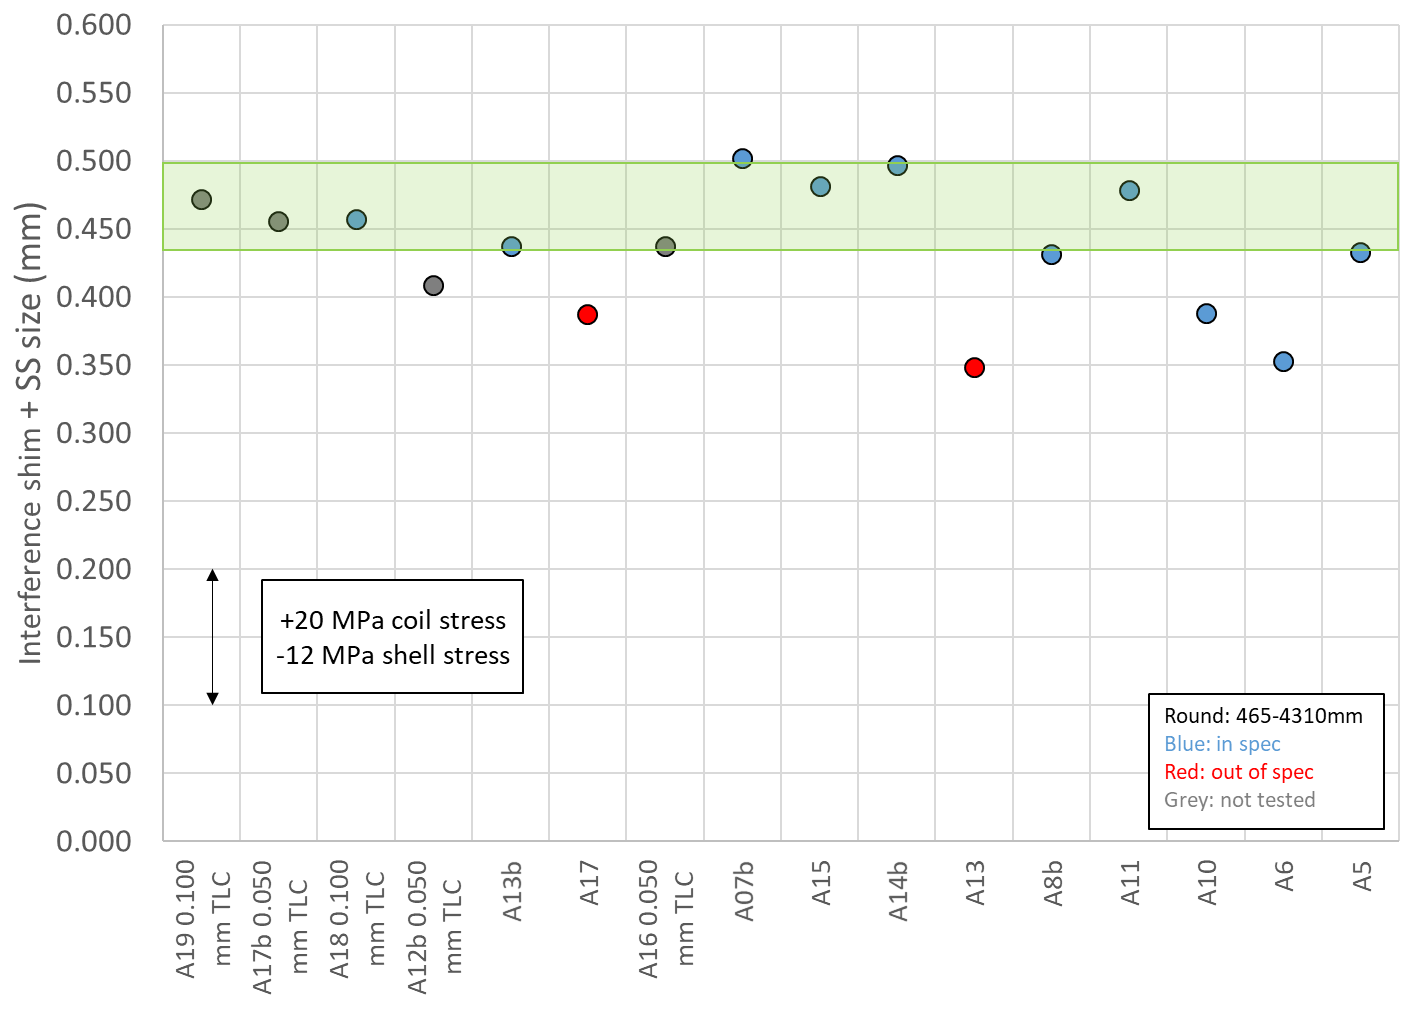 0.600
0.550
0.500
0.450
0.400
0.350
0.300
0.250
0.200
0.150
0.100
0.050
0.000
Interference shim + SS size (mm)
+20 MPa coil stress
-12 MPa shell stress
Round: 465-4310mm
Blue: in spec
Red: out of spec
Grey: not tested
A19 0.100
mm TLC
A17b 0.050
mm TLC
A18 0.100
mm TLC
A12b 0.050
mm TLC
A13b
A17
A16 0.050
mm TLC
A07b
A15
A14b
A13
A8b
A11
A10
A6
A5